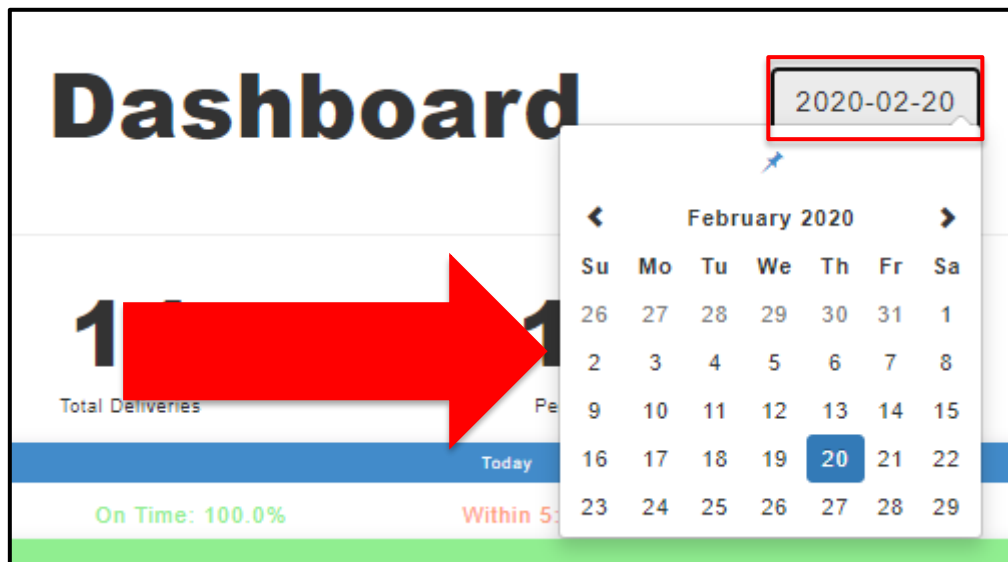 Dashboard
2020-02-20
February 2020
Su Mo Tu We Th Fr Sa
26 27 28 29 30 31 1
2 3 4 5 6 7 8
9 10 11 12 13 14 15
16 17 18 19 20 21 22
23 24 25 26 27 28 29
Total Deliveries
Today
On Time: 100.0%
Within 5: